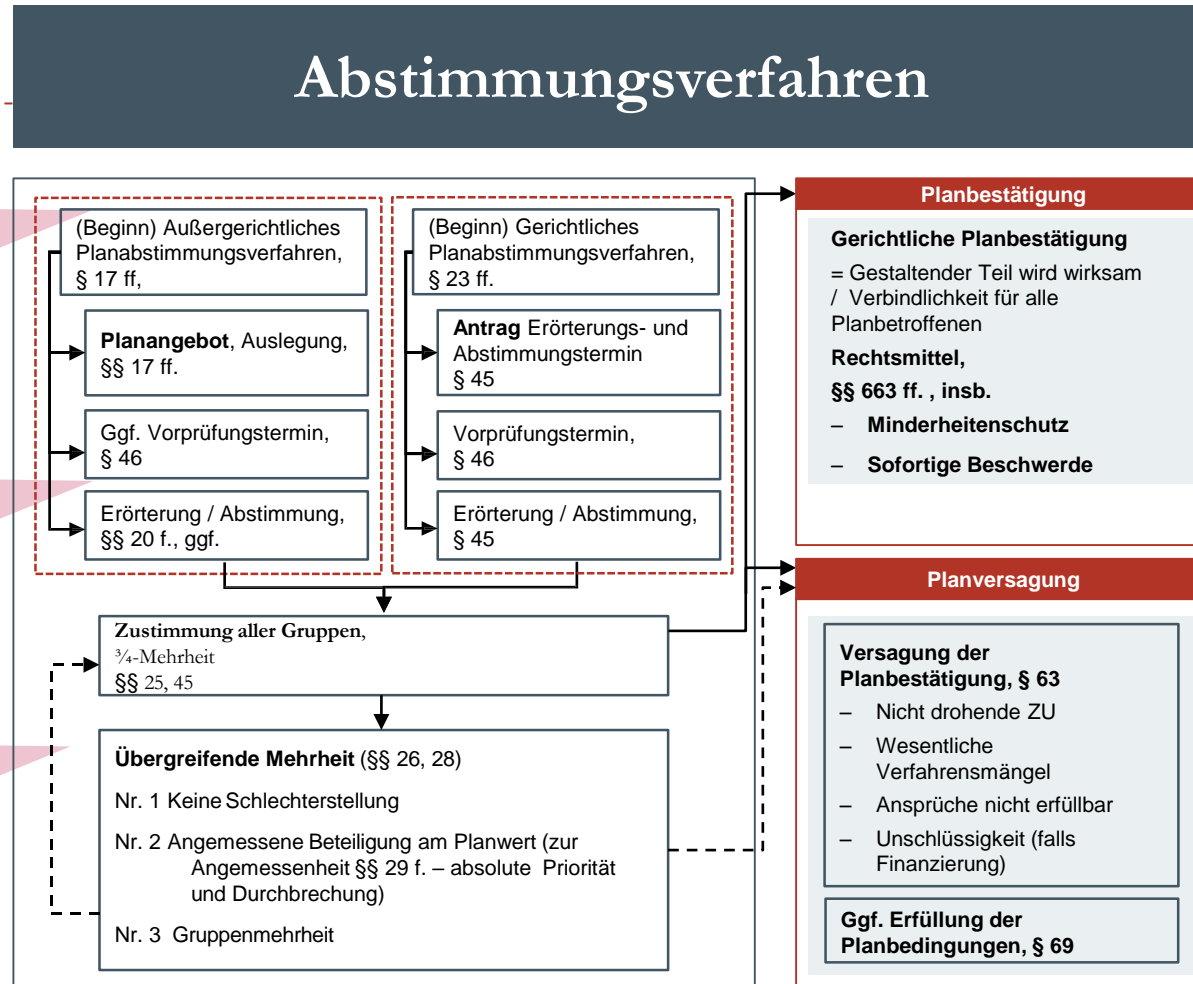 Abstimmungsverfahren
(Beginn) Außergerichtliches
Planabstimmungsverfahren,
§ 17 ff,
Planangebot, Auslegung,
§§ 17 ff.
Ggf. Vorprüfungstermin,
§ 46
Erörterung / Abstimmung,
§§ 20 f., ggf.
(Beginn) Gerichtliches
Planabstimmungsverfahren,
§ 23 ff.
Antrag Erörterungs- und
Abstimmungstermin
§ 45
Vorprüfungstermin,
§ 46
Erörterung / Abstimmung,
§ 45
Zustimmung aller Gruppen,
¾-Mehrheit
§§ 25, 45
Übergreifende Mehrheit (§§ 26, 28)
Nr. 1 Keine Schlechterstellung
Nr. 2 Angemessene Beteiligung am Planwert (zur
Angemessenheit §§ 29 f. – absolute Priorität
und Durchbrechung)
Nr. 3 Gruppenmehrheit
Planbestätigung
Gerichtliche Planbestätigung
= Gestaltender Teil wird wirksam
/ Verbindlichkeit für alle
Planbetroffenen
Rechtsmittel,
§§ 663 ff. , insb.
– Minderheitenschutz
– Sofortige Beschwerde
Planversagung
Versagung der
Planbestätigung, § 63
– Nicht drohende ZU
– Wesentliche
Verfahrensmängel
– Ansprüche nicht erfüllbar
– Unschlüssigkeit (falls
Finanzierung)
Ggf. Erfüllung der
Planbedingungen, § 69